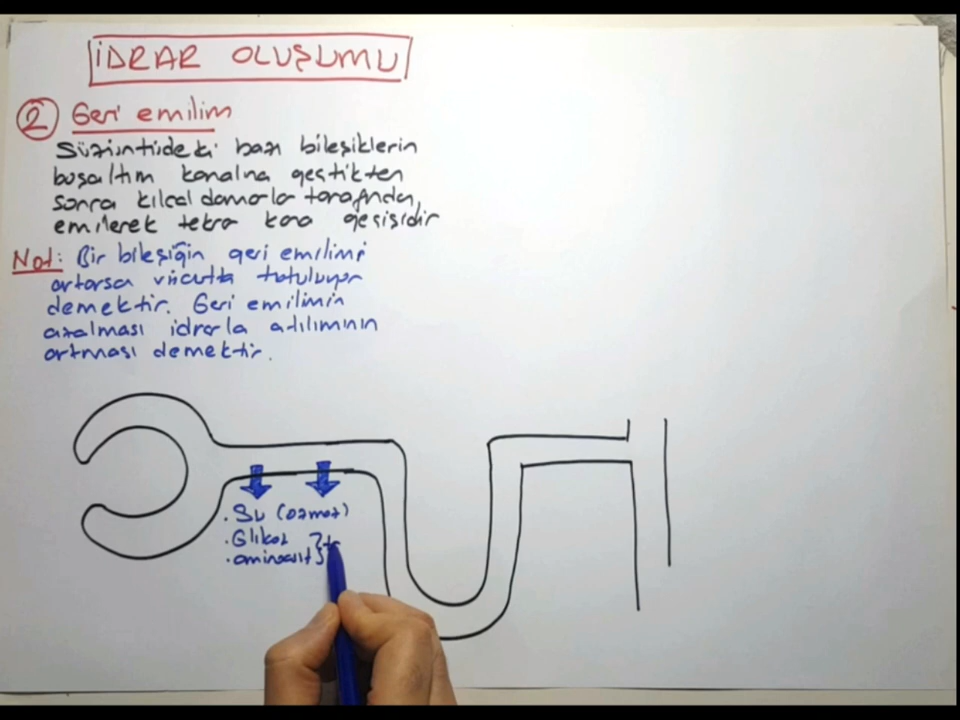 İDRAR OLUŞUMU
2 Geri emilim
Süzüntüdeki bazı bileşiklerin
boşaltım kanalına geçtikten
sonra kılcal damarlar tarafından
emilerek tekrar kana geçişidir
Not: Bir bileşiğin geri emilimi
artarsa vücutta tutuluyor
demektir. Geri emilimin
azalması idrarla atılımının
artması demektir.
. Su (ozmoz)
. Glikoz
. aminoasit